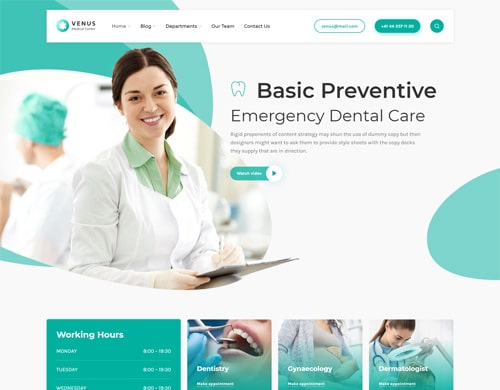 VENUS
Medical Center
Home
Blog
Departments
Our Team
Contact Us
venus@mail.com
+41 44 557 11 20
Basic Preventive
Emergency Dental Care
Rigid proponents of content strategy may shun the use of dummy copy but then
designers might want to ask them to provide style sheets with the copy decks
they supply that are in direction.
Watch video
Working Hours
MONDAY 8:00 - 19:30
TUESDAY 8:00 - 19:30
WEDNESDAY 8:00 - 19:30
Dentistry
Make appointment
Gynaecology
Make appointment
Dermatologist
Make appointment